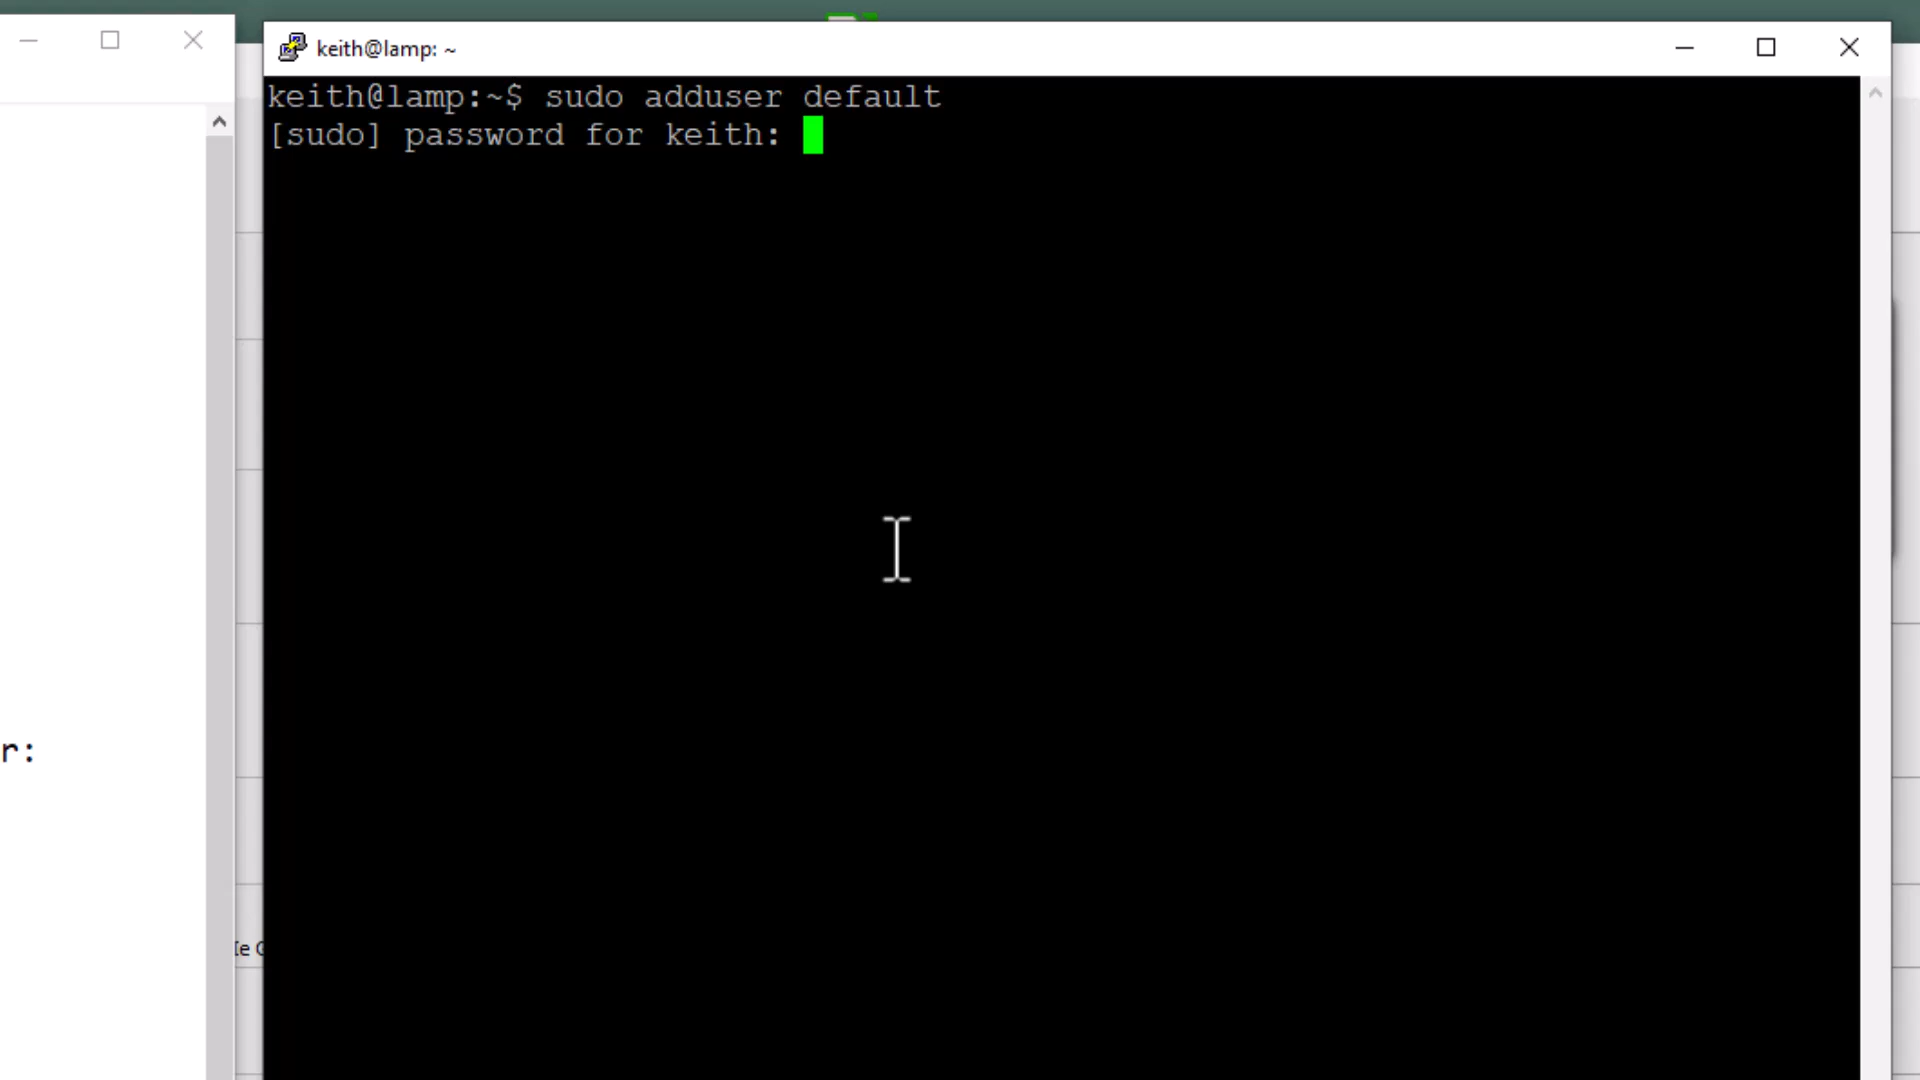 keith@lamp: ~
keith@lamp:~$ sudo adduser default
[sudo] password for keith:
r: